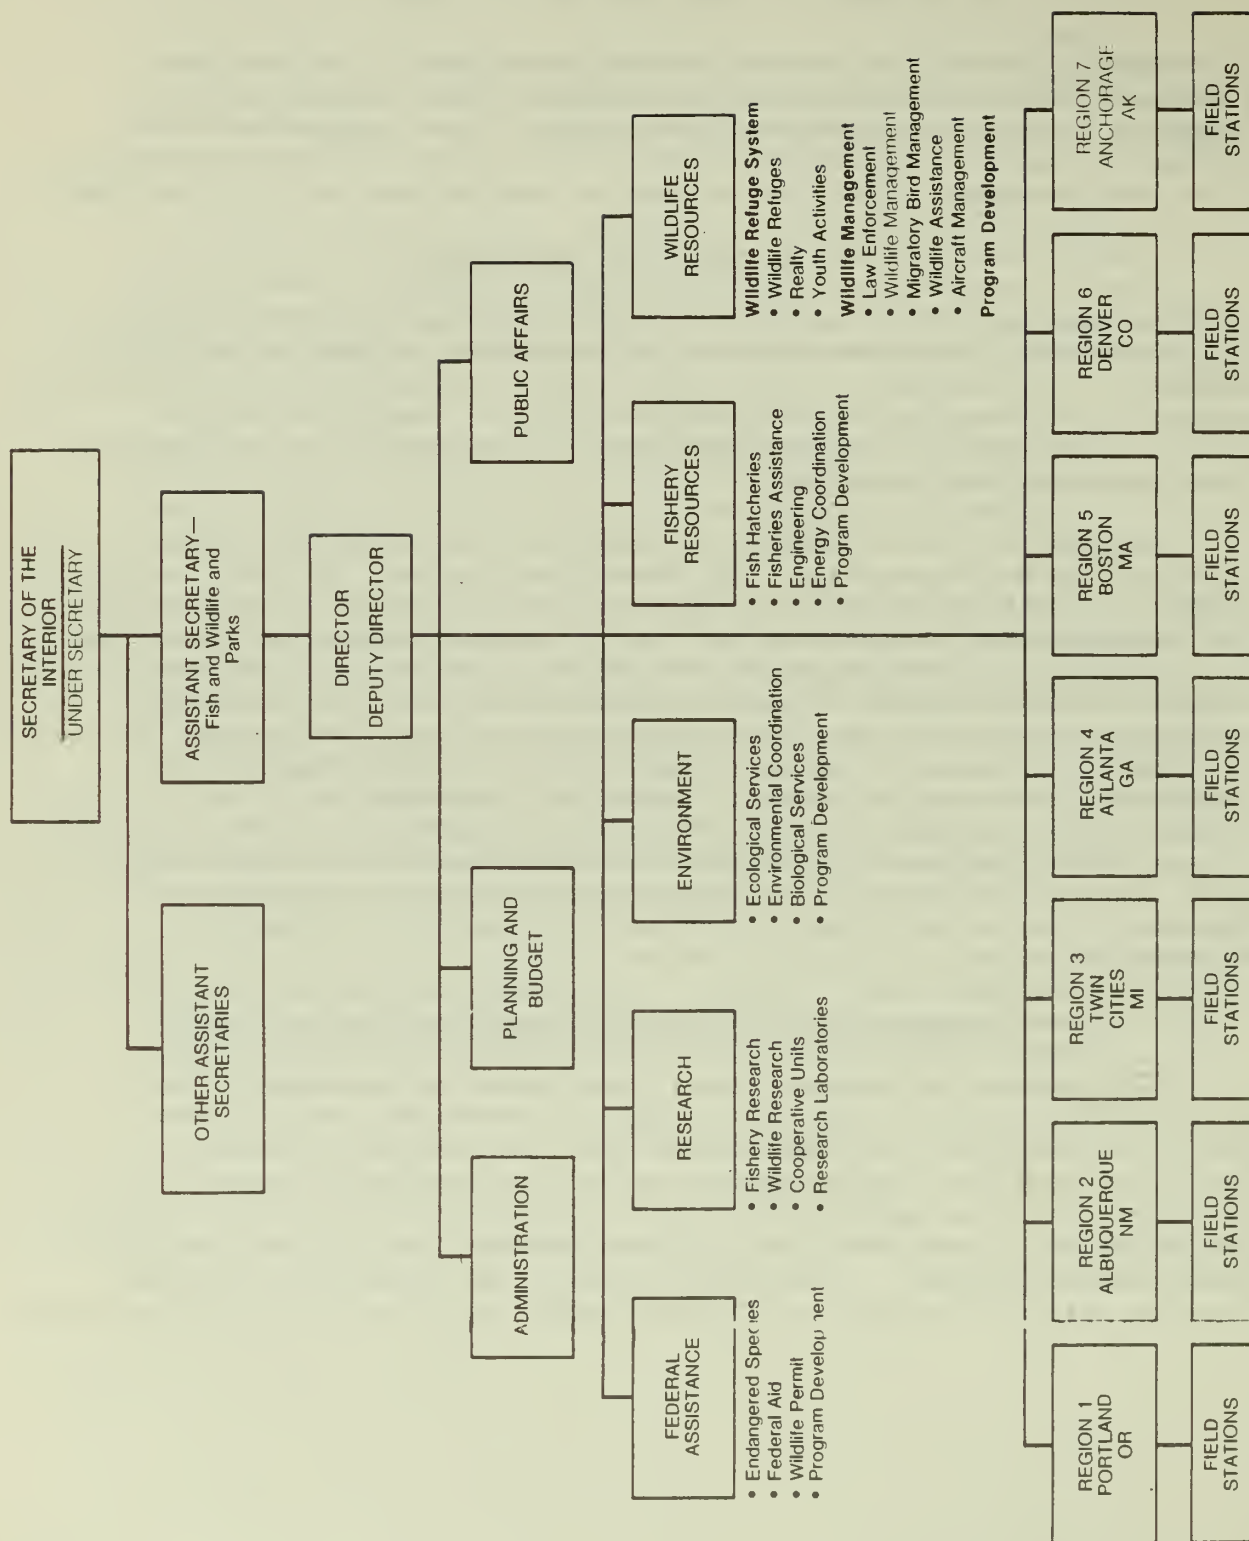 SECRETARY OF THE
INTERIOR
UNDER SECRETARY
OTHER ASSISTANT
SECRETARIES
ASSISTANT SECRETARY—
Fish and Wildlife and
Parks
DIRECTOR
DEPUTY DIRECTOR
ADMINISTRATION
PLANNING AND
BUDGET
PUBLIC AFFAIRS
FEDERAL
ASSISTANCE
• Endangered Species
• Federal Aid
• Wildlife Permit
• Program Development
RESEARCH
• Fishery Research
• Wildlife Research
• Cooperative Units
• Research Laboratories
ENVIRONMENT
• Ecological Services
• Environmental Coordination
• Biological Services
• Program Development
FISHERY
RESOURCES
• Fish Hatcheries
• Fisheries Assistance
• Engineering
• Energy Coordination
• Program Development
WILDLIFE
RESOURCES
Wildlife Refuge System
• Wildlife Refuges
• Realty
• Youth Activities
Wildlife Management
• Law Enforcement
• Wildlife Management
• Migratory Bird Management
• Wildlife Assistance
• Aircraft Management
Program Development
REGION 1
PORTLAND
OR
REGION 2
ALBUQUERQUE
NM
REGION 3
TWIN
CITIES
MI
REGION 4
ATLANTA
GA
REGION 5
BOSTON
MA
REGION 6
DENVER
CO
REGION 7
ANCHORAGE
AK
FIELD
STATIONS
FIELD
STATIONS
FIELD
STATIONS
FIELD
STATIONS
FIELD
STATIONS
FIELD
STATIONS
FIELD
STATIONS